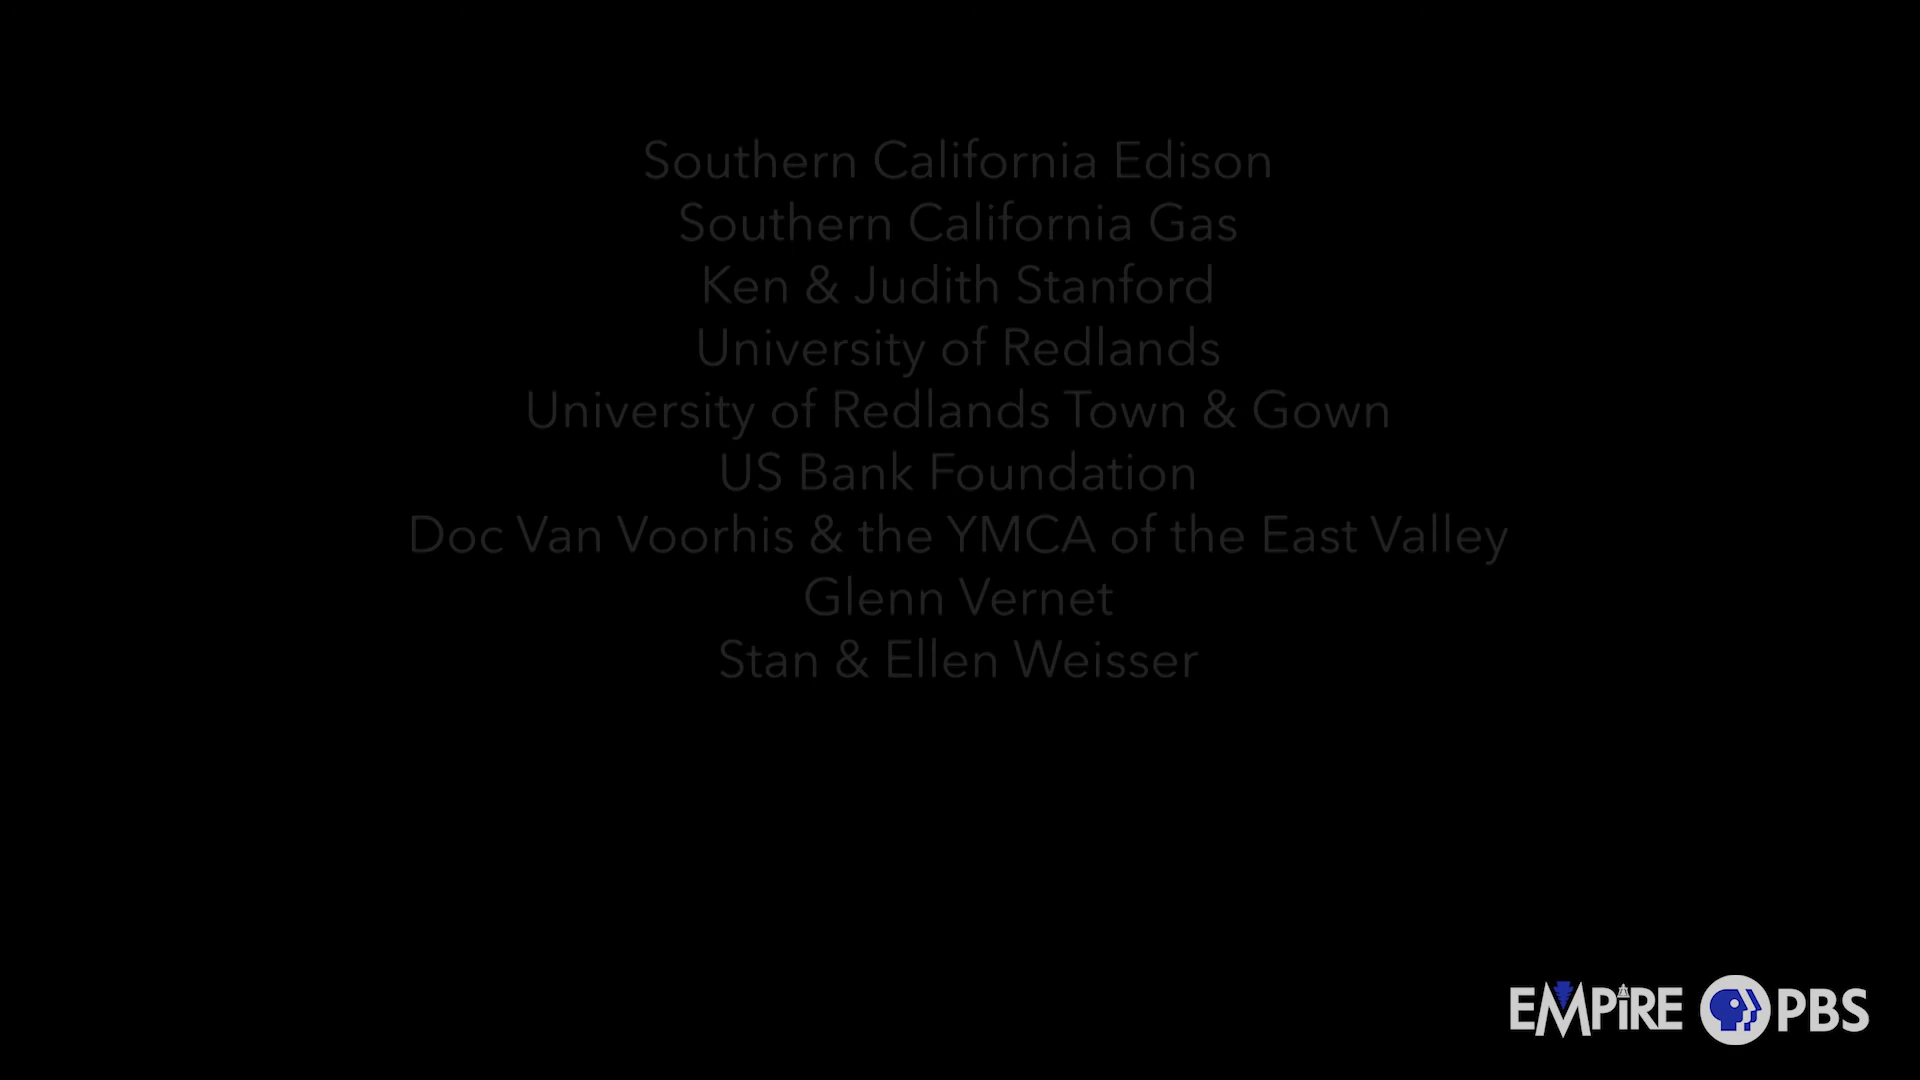 Southern California Edison
Southern California Gas
Ken & Judith Stanford
University of Redlands
University of Redlands Town & Gown
US Bank Foundation
Doc Van Voorhis & the YMCA of the East Valley
Glenn Vernet
Stan & Ellen Weisser
EMPiRE PBS